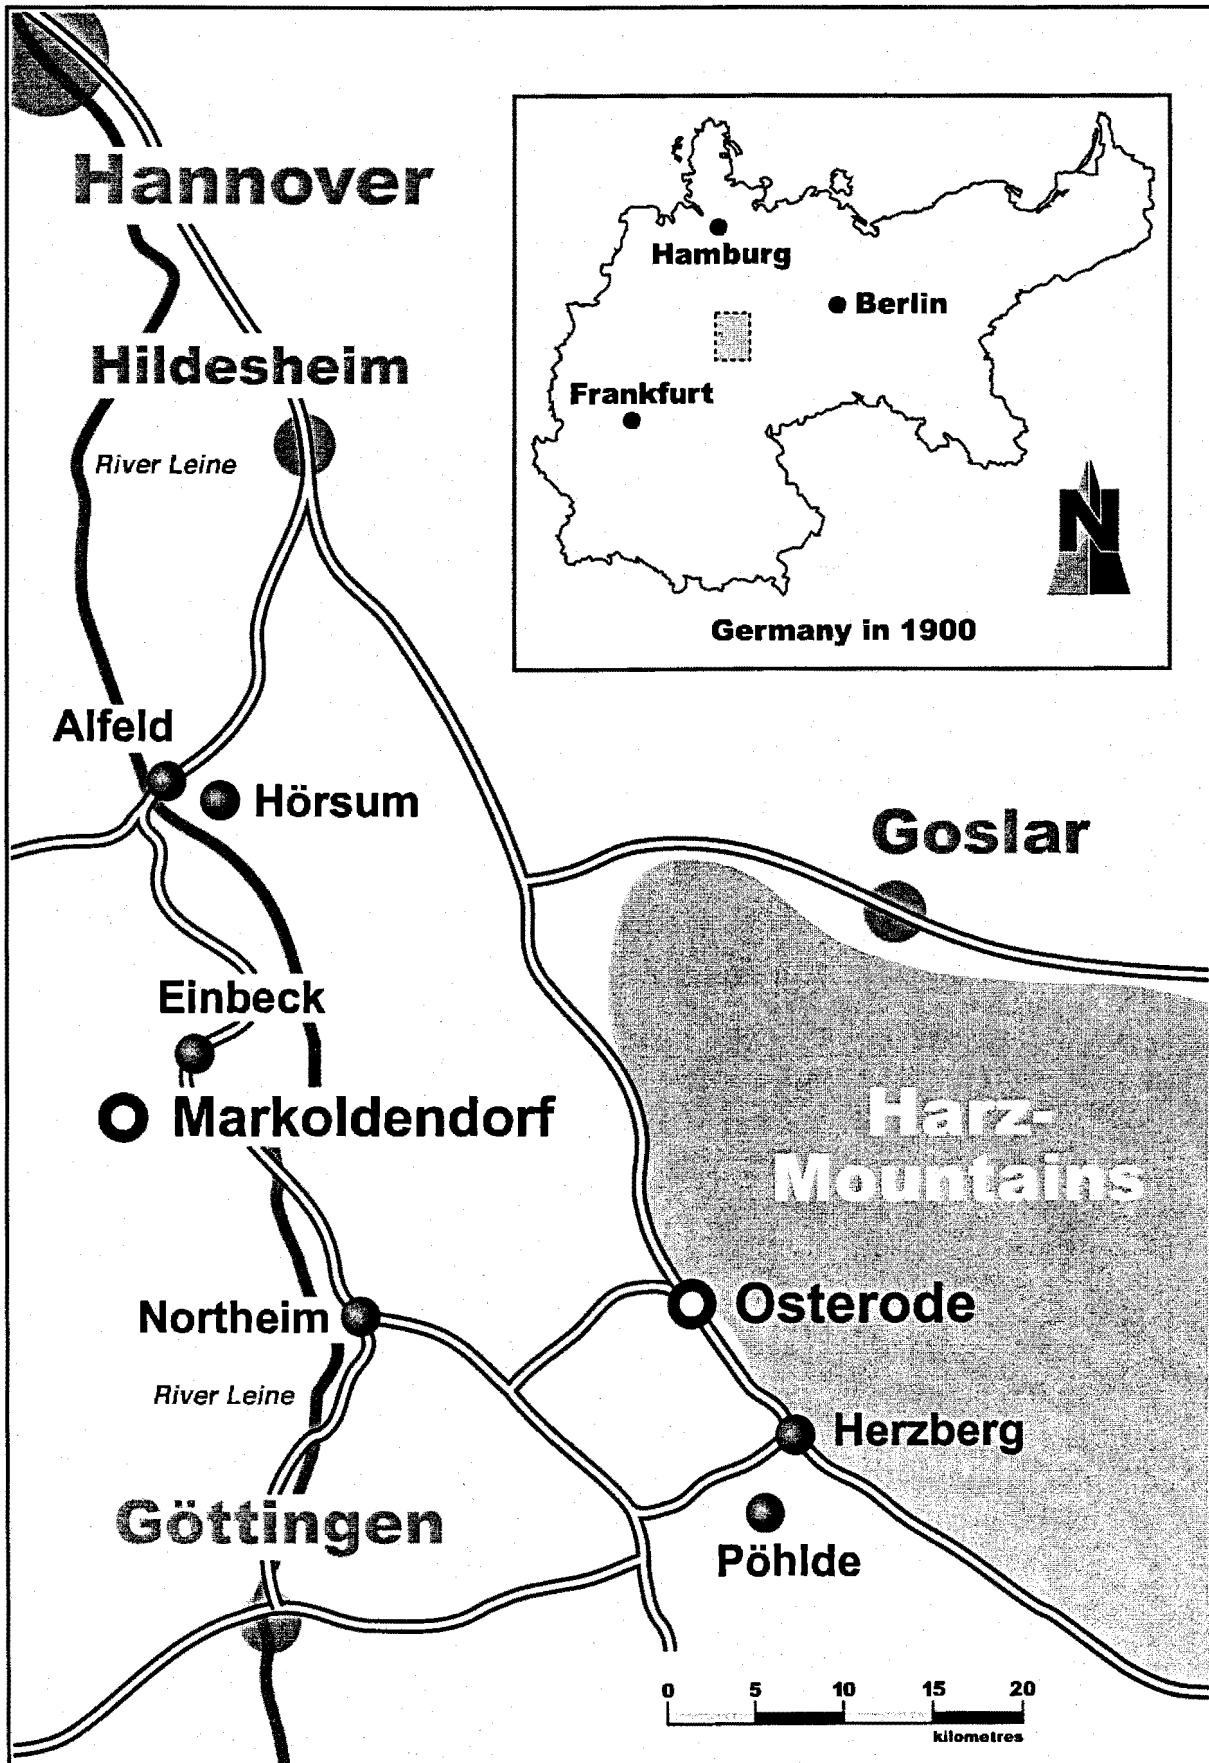 Hannover
Hamburg
Berlin
Hildesheim
Frankfurt
River Leine
N
Germany in 1900
Alfeld
Hörsum
Goslar
Einbeck
Markoldendorf
Harz-
Mountains
Osterode
Northeim
River Leine
Herzberg
Göttingen
Pöhlde
0 5 10 15 20
kilometres